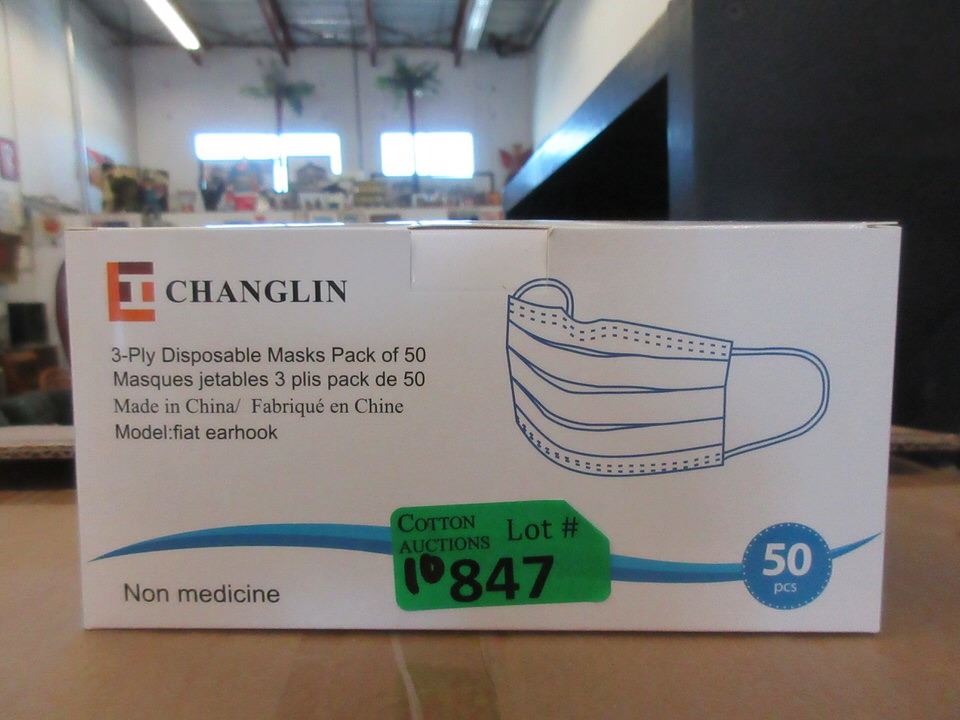 CHANGLIN
3-Ply Disposable Masks Pack of 50
Masques jetables 3 plis pack de 50
Made in China/ Fabriqué en Chine
Model:fiat earhook
COTTON
AUCTIONS
Lot #
10847
Non medicine
50
pcs